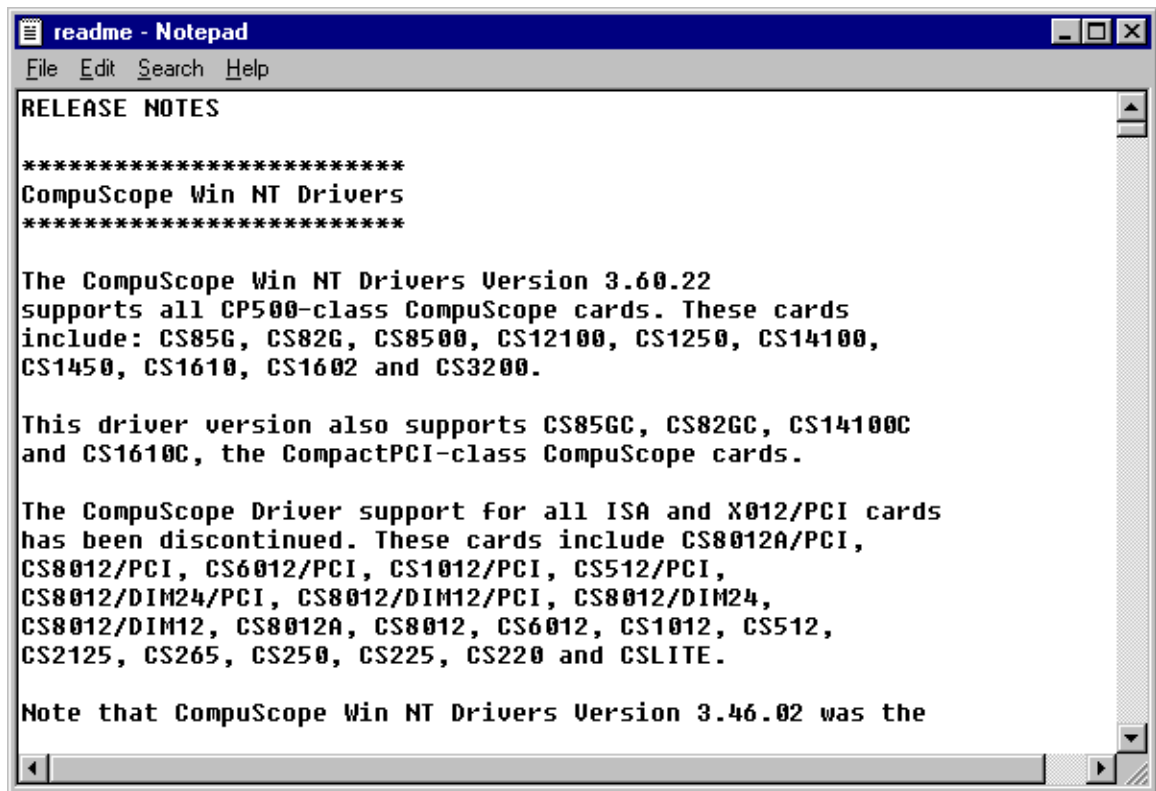 readme - Notepad
File Edit Search Help
RELEASE NOTES
*************************
CompuScope Win NT Drivers
*************************
The CompuScope Win NT Drivers Version 3.60.22
supports all CP500-class CompuScope cards. These cards
include: CS85G, CS82G, CS8500, CS12100, CS1250, CS14100,
CS1450, CS1610, CS1602 and CS3200.
This driver version also supports CS85GC, CS82GC, CS14100C
and CS1610C, the CompactPCI-class CompuScope cards.
The CompuScope Driver support for all ISA and X012/PCI cards
has been discontinued. These cards include CS8012A/PCI,
CS8012/PCI, CS6012/PCI, CS1012/PCI, CS512/PCI,
CS8012/DIM24/PCI, CS8012/DIM12/PCI, CS8012/DIM24,
CS8012/DIM12, CS8012A, CS8012, CS6012, CS1012, CS512,
CS2125, CS265, CS250, CS225, CS220 and CSLITE.
Note that CompuScope Win NT Drivers Version 3.46.02 was the